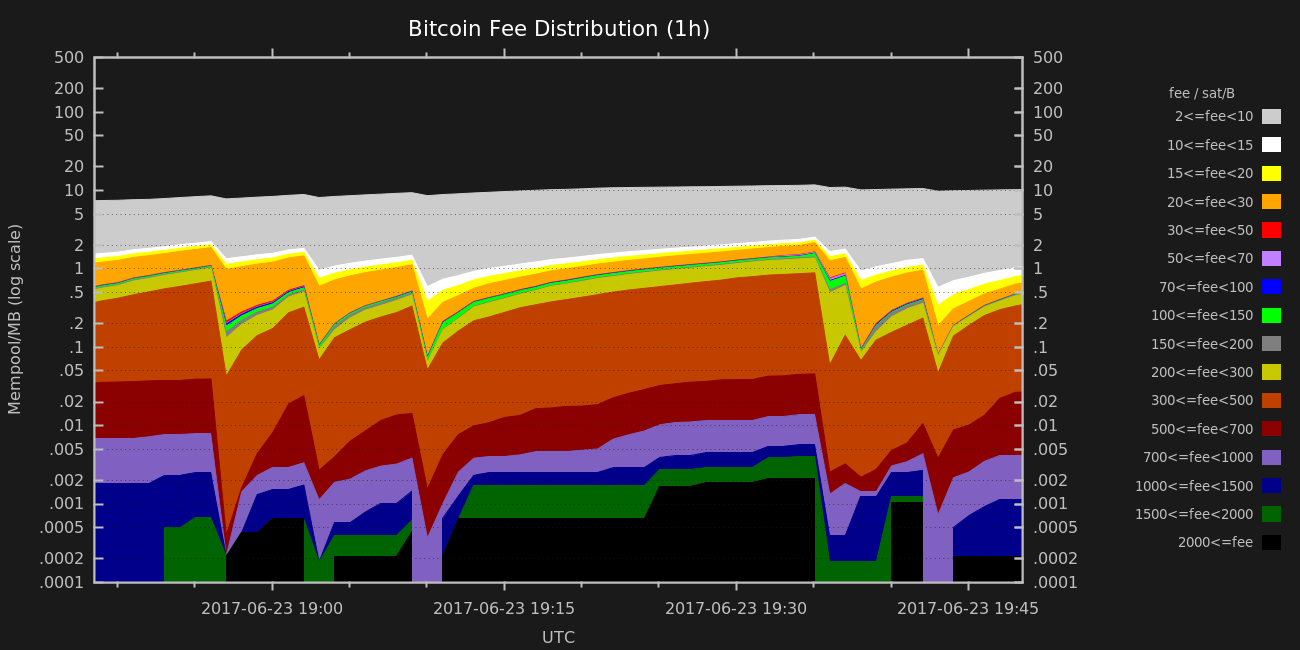 Bitcoin Fee Distribution (1h)
500 500
200 200
100 100
50 50
20 20
10 10
5 5
2 2
1 1
.5 .5
.2 .2
.1 .1
.05 .05
.02 .02
.01 .01
.005 .005
.002 .002
.001 .001
.0005 .0005
.0002 .0002
.0001 .0001
Mempool/MB (log scale)
2017-06-23 19:00 2017-06-23 19:15 2017-06-23 19:30 2017-06-23 19:45
UTC
fee / sat/B
2<=fee<10
10<=fee<15
15<=fee<20
20<=fee<30
30<=fee<50
50<=fee<70
70<=fee<100
100<=fee<150
150<=fee<200
200<=fee<300
300<=fee<500
500<=fee<700
700<=fee<1000
1000<=fee<1500
1500<=fee<2000
2000<=fee